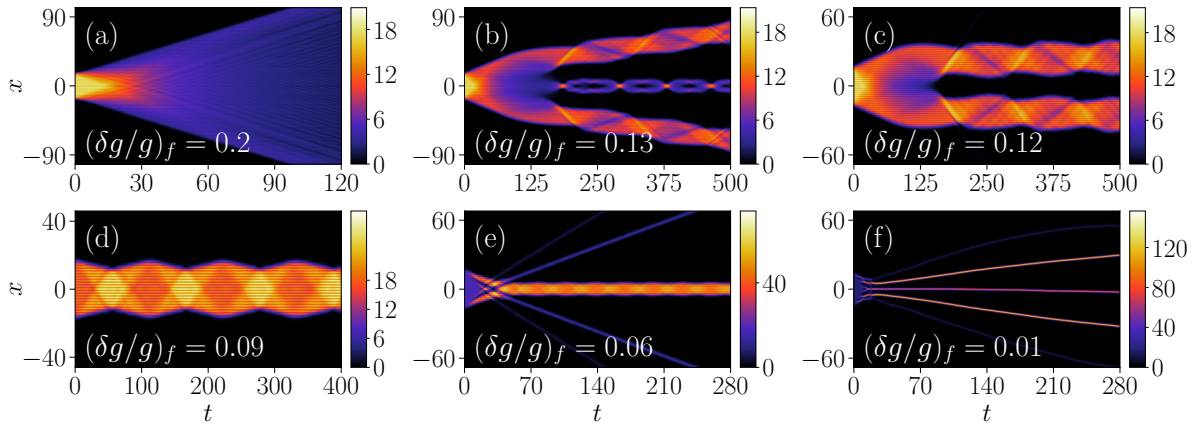 (a)
(δg/g)_f = 0.2
x
90
0
−90
0 30 60 90 120
18
12
6
0
(b)
(δg/g)_f = 0.13
90
0
−90
0 125 250 375 500
18
12
6
0
(c)
(δg/g)_f = 0.12
60
0
−60
0 125 250 375 500
18
12
6
0
(d)
(δg/g)_f = 0.09
x
40
0
−40
0 100 200 300 400
t
18
12
6
0
(e)
(δg/g)_f = 0.06
60
0
−60
0 70 140 210 280
t
40
0
(f)
(δg/g)_f = 0.01
60
0
−60
0 70 140 210 280
t
120
80
40
0